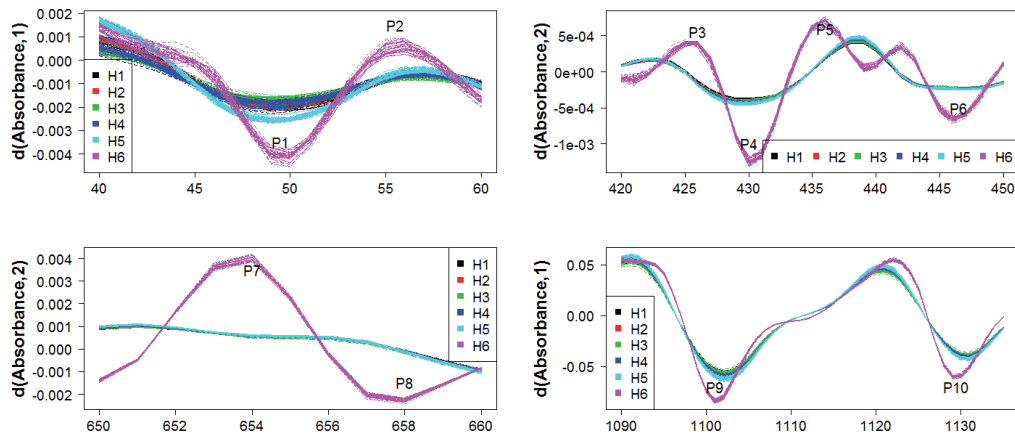 d(Absorbance,1)
0.002
0.001
0.000
-0.001
-0.002
-0.003
-0.004
P1
P2
H1
H2
H3
H4
H5
H6
40 45 50 55 60
d(Absorbance,2)
5e-04
0e+00
-5e-04
-1e-03
P3
P4
P5
P6
H1 H2 H3 H4 H5 H6
420 425 430 435 440 445 450
d(Absorbance,2)
0.004
0.003
0.002
0.001
0.000
-0.001
-0.002
P7
P8
H1
H2
H3
H4
H5
H6
650 652 654 656 658 660
d(Absorbance,1)
0.05
0.00
-0.05
P9
P10
H1
H2
H3
H4
H5
H6
1090 1100 1110 1120 1130